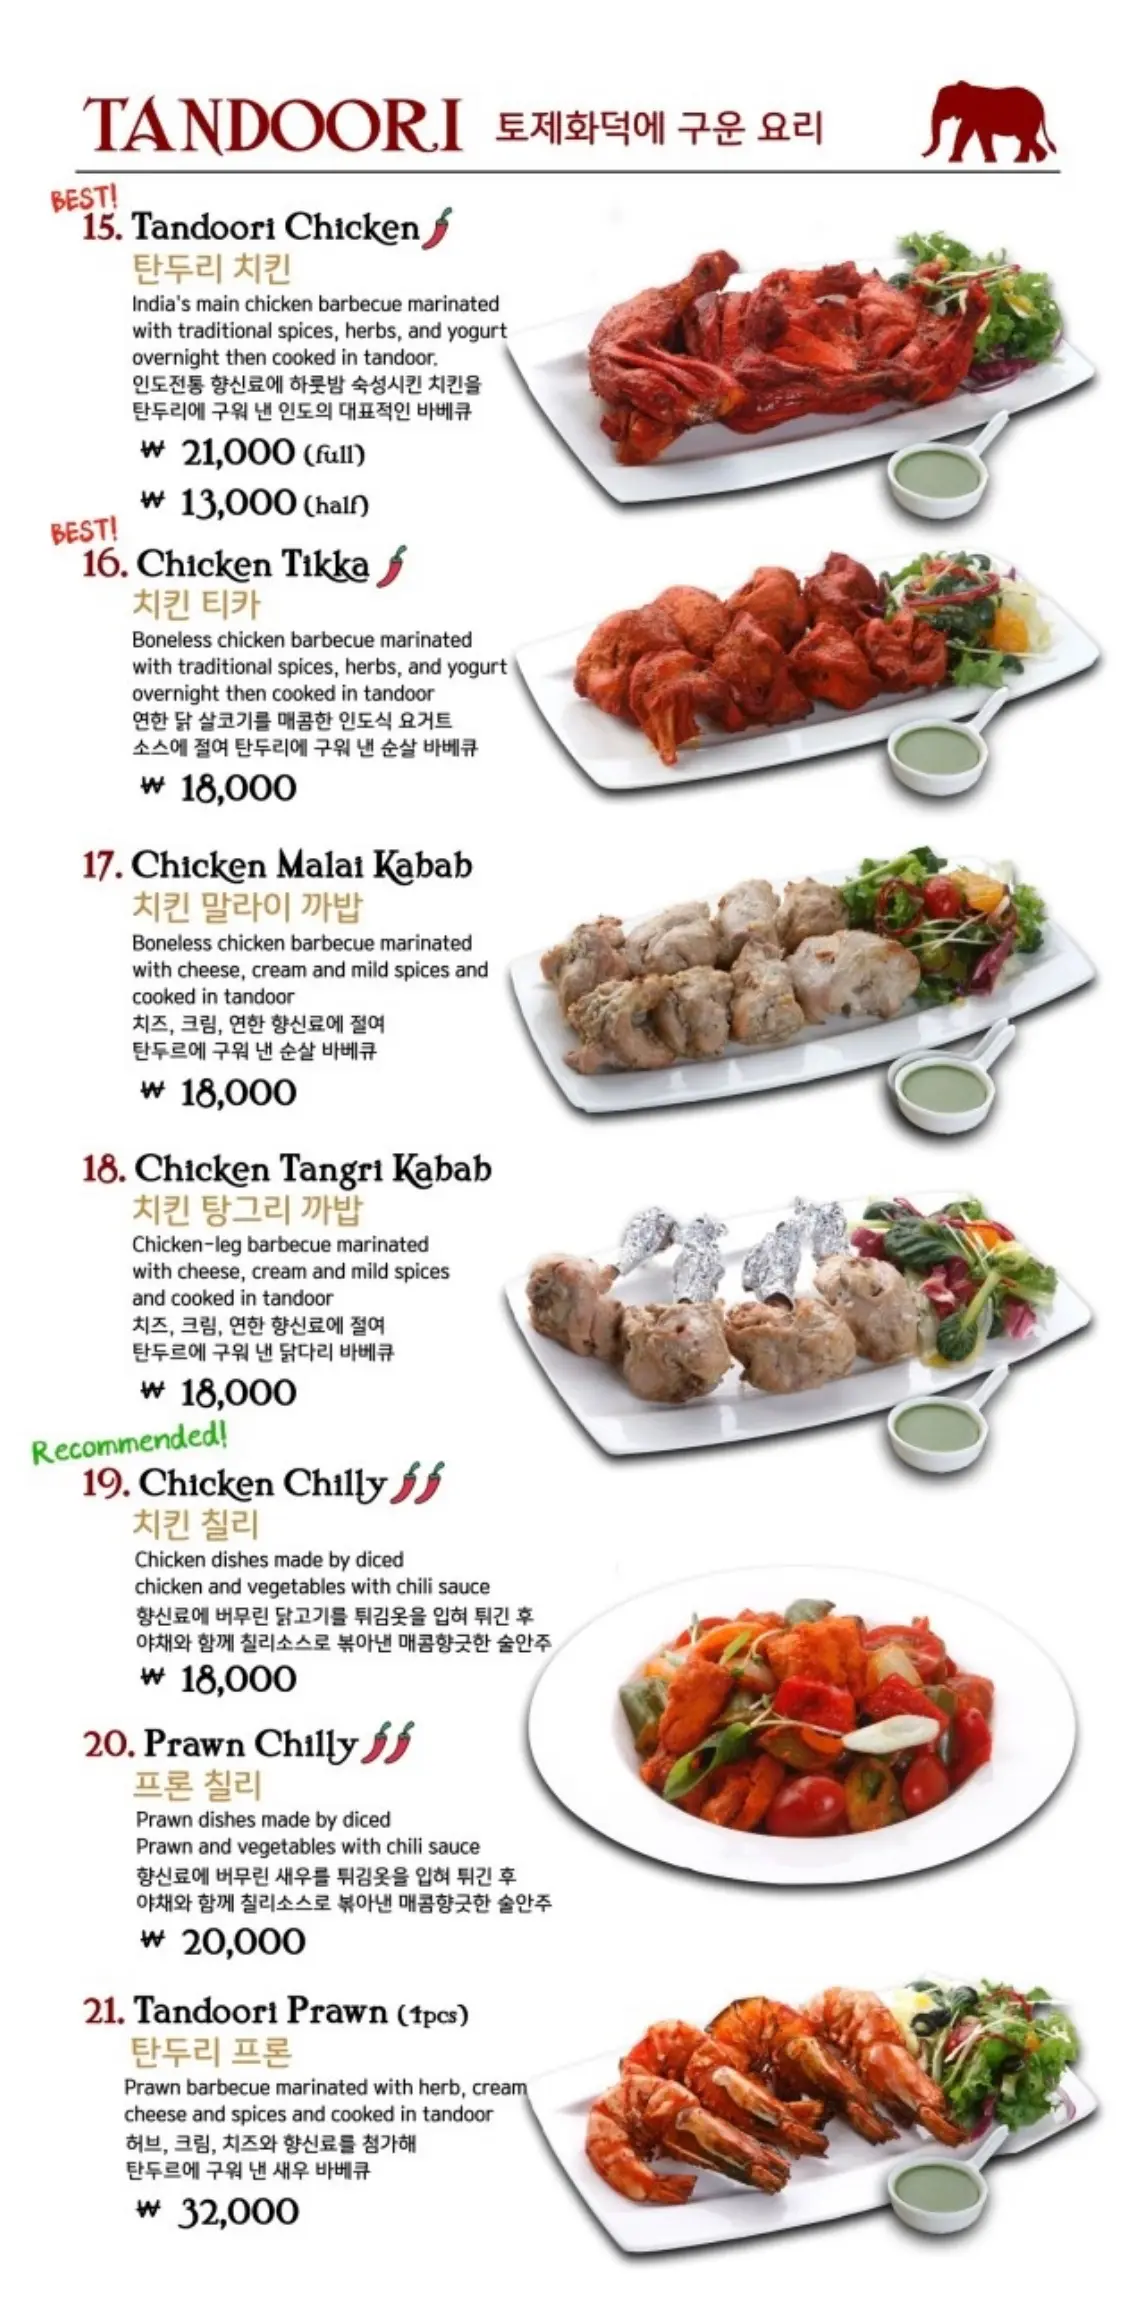 TANDOORI 토제화덕에 구운 요리
BEST!
15. Tandoori Chicken
탄두리 치킨
India's main chicken barbecue marinated
with traditional spices, herbs, and yogurt
overnight then cooked in tandoor.
인도전통 향신료에 하룻밤 숙성시킨 치킨을
탄두리에 구워 낸 인도의 대표적인 바베큐
₩ 21,000 (full)
₩ 13,000 (half)
BEST!
16. Chicken Tikka
치킨 티카
Boneless chicken barbecue marinated
with traditional spices, herbs, and yogurt
overnight then cooked in tandoor
연한 닭 살코기를 매콤한 인도식 요거트
소스에 절여 탄두리에 구워 낸 순살 바베큐
₩ 18,000
17. Chicken Malai Kabab
치킨 말라이 까밥
Boneless chicken barbecue marinated
with cheese, cream and mild spices and
cooked in tandoor
치즈, 크림, 연한 향신료에 절여
탄두르에 구워 낸 순살 바베큐
₩ 18,000
18. Chicken Tangri Kabab
치킨 탕그리 까밥
Chicken-leg barbecue marinated
with cheese, cream and mild spices
and cooked in tandoor
치즈, 크림, 연한 향신료에 절여
탄두르에 구워 낸 닭다리 바베큐
₩ 18,000
Recommended!
19. Chicken Chilly
치킨 칠리
Chicken dishes made by diced
chicken and vegetables with chili sauce
향신료에 버무린 닭고기를 튀김옷을 입혀 튀긴 후
야채와 함께 칠리소스로 볶아낸 매콤향긋한 술안주
₩ 18,000
20. Prawn Chilly
프론 칠리
Prawn dishes made by diced
Prawn and vegetables with chili sauce
향신료에 버무린 새우를 튀김옷을 입혀 튀긴 후
야채와 함께 칠리소스로 볶아낸 매콤향긋한 술안주
₩ 20,000
21. Tandoori Prawn (4pcs)
탄두리 프론
Prawn barbecue marinated with herb, cream
cheese and spices and cooked in tandoor
허브, 크림, 치즈와 향신료를 첨가해
탄두르에 구워 낸 새우 바베큐
₩ 32,000